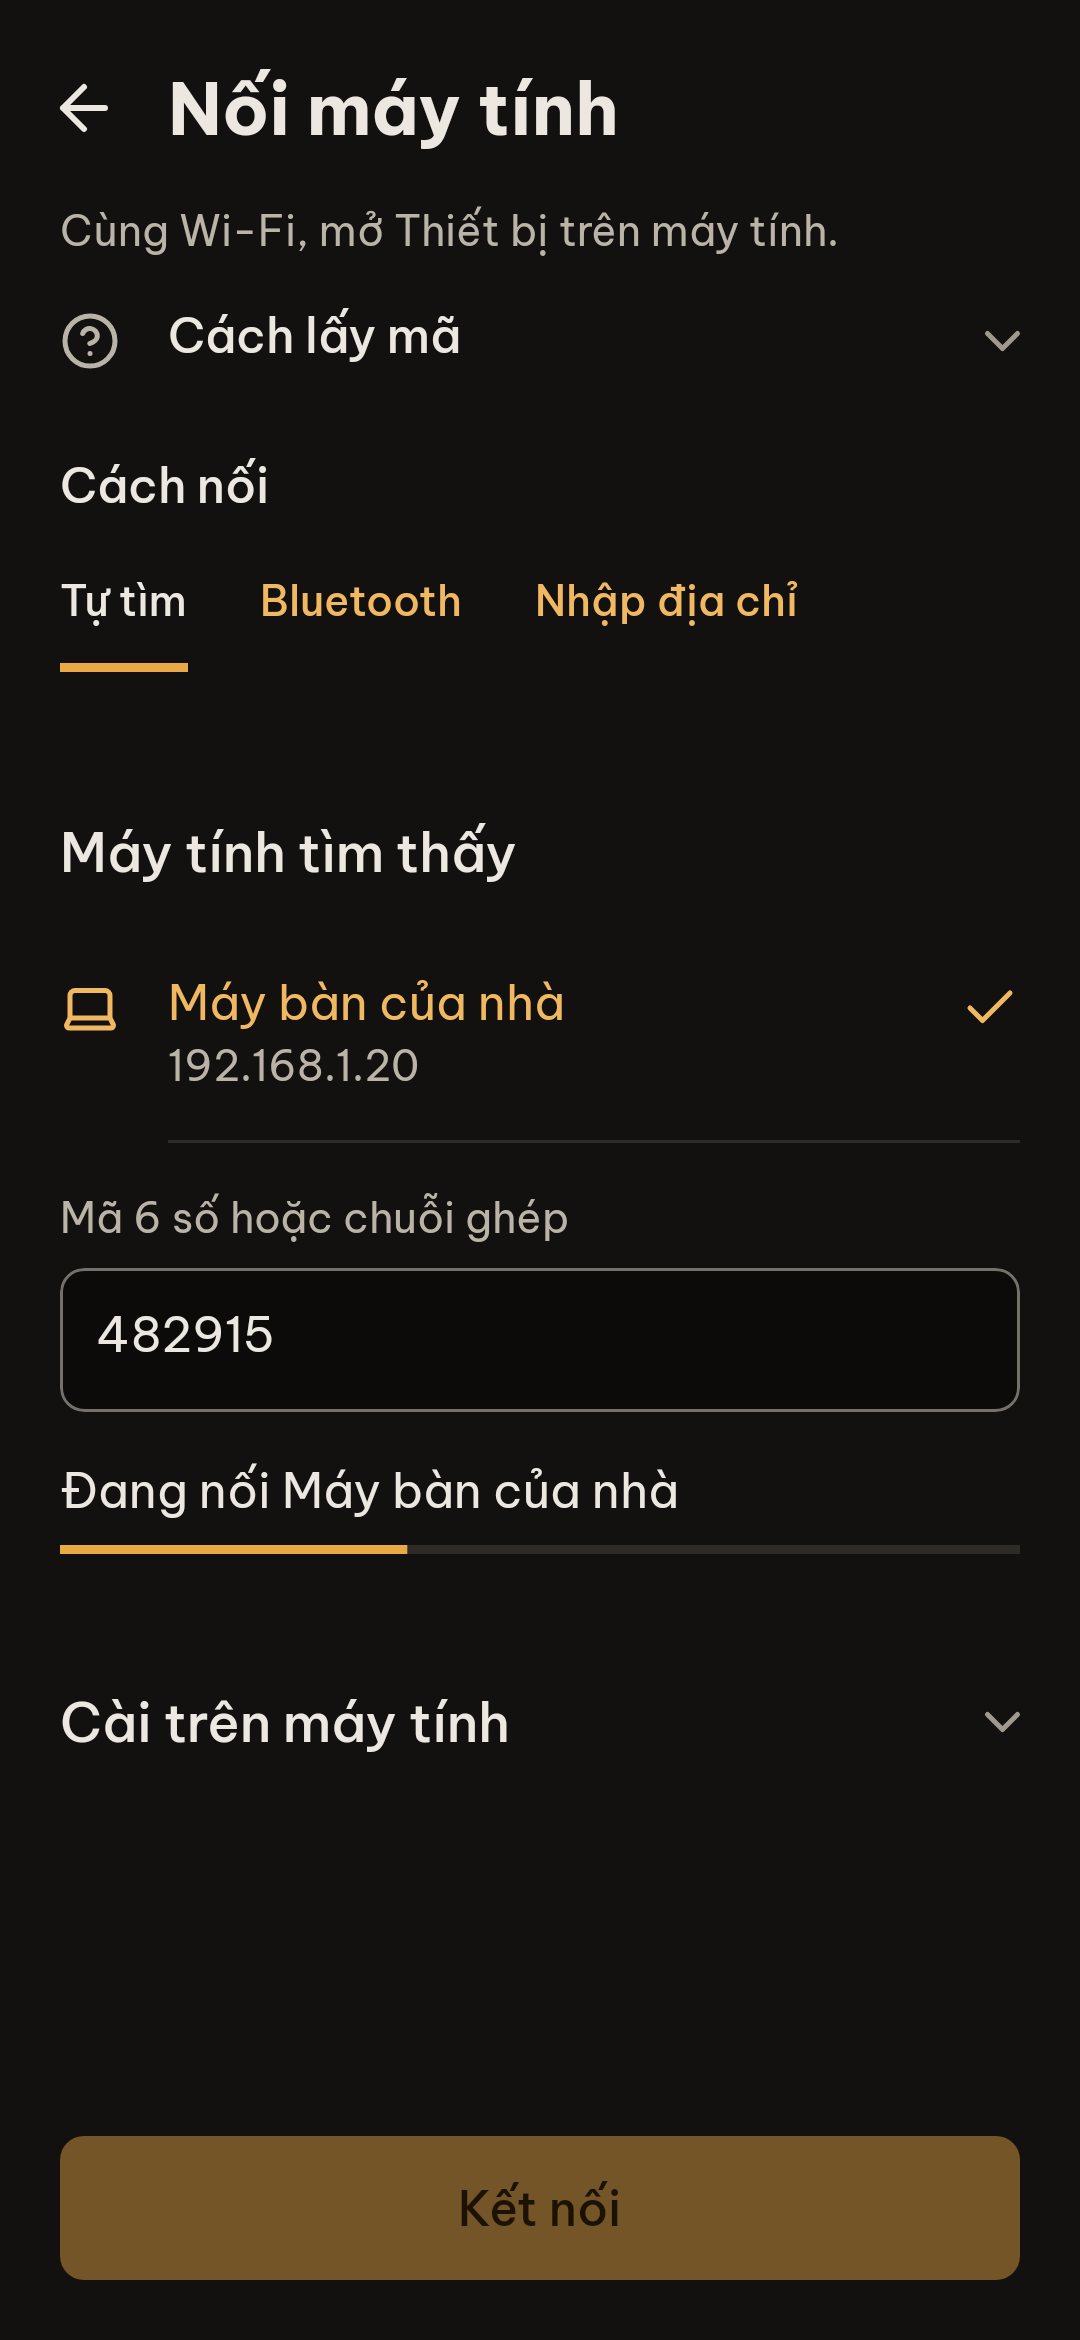 Nối máy tính
Cùng Wi-Fi, mở Thiết bị trên máy tính.
Cách lấy mã
Cách nối
Tự tìm Bluetooth Nhập địa chỉ
Máy tính tìm thấy
Máy bàn của nhà
192.168.1.20
Mã 6 số hoặc chuỗi ghép
482915
Đang nối Máy bàn của nhà
Cài trên máy tính
Kết nối